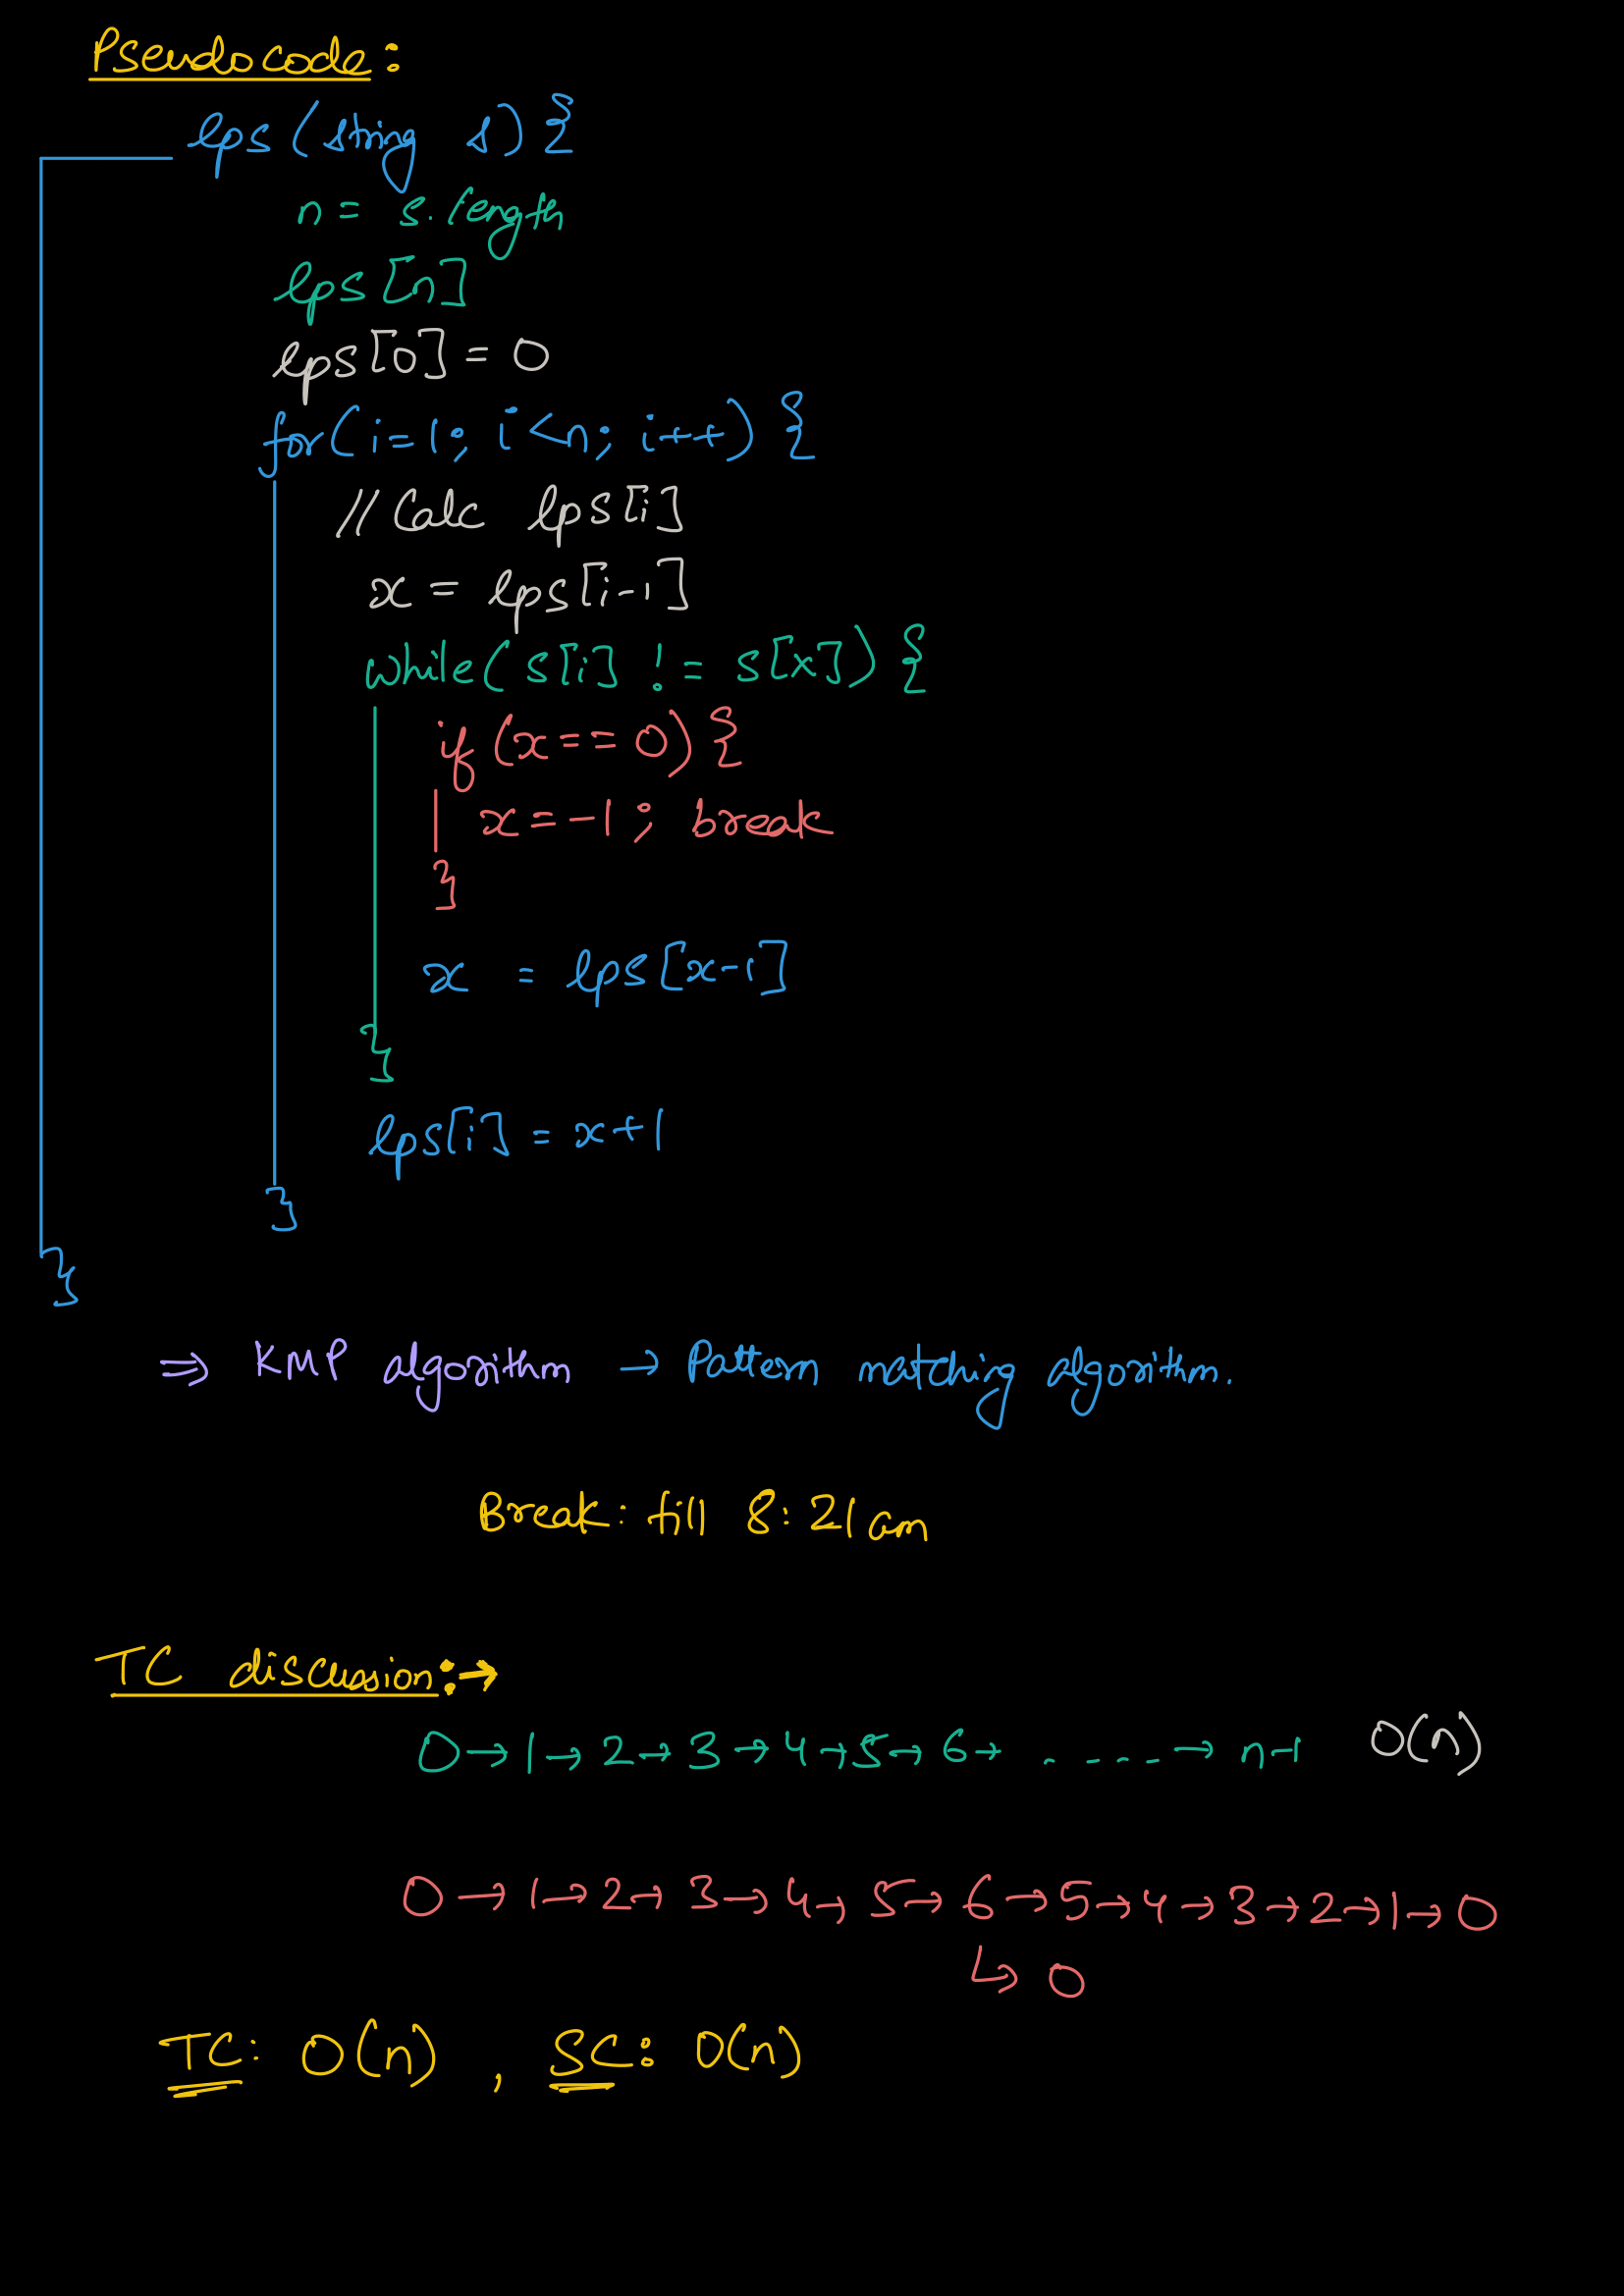 Pseudocode:
lps (string s) {
n = s.length
lps [n]
lps[0] = 0
for(i=1; i<n; i++) {
// Calc lps[i]
x = lps[i-1]
while(s[i] != s[x]) {
if (x==0) {
x=-1; break
}
x = lps[x-1]
}
lps[i] = x+1
}
}
⇒ KMP algorithm → Pattern matching algorithm.
Break: till 8:21 am
TC discussion:→
0→1→2→3→4→5→6→ ....→ n-1 O(n)
0→1→2→3→4→5→6→5→4→3→2→1→0
↳ 0
TC: O(n), SC: O(n)